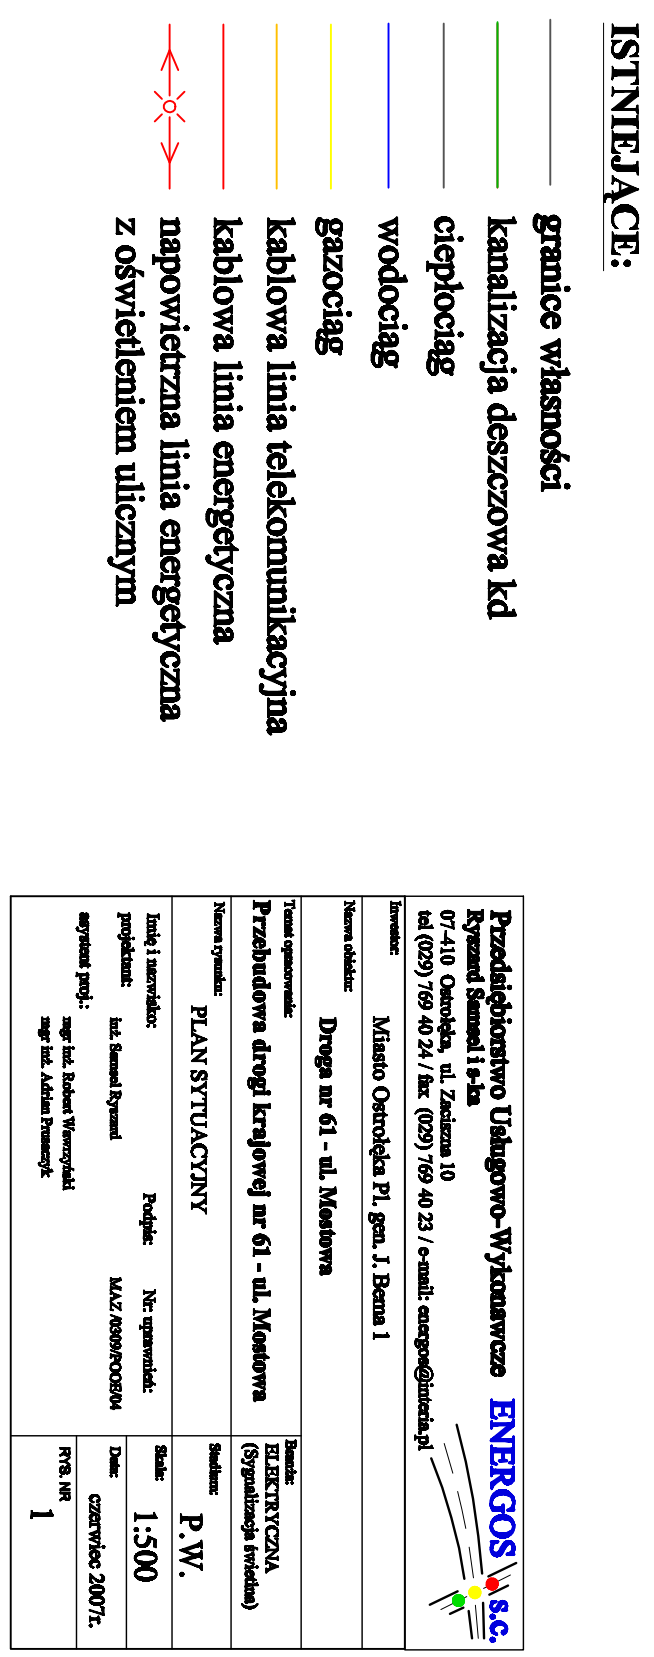 ISTNIEJĄCE:
granice własności
kanalizacja deszczowa kd
ciepłociąg
wodociąg
gazociąg
kablowa linia telekomunikacyjna
kablowa linia energetyczna
napowietrzna linia energetyczna
z oświetleniem ulicznym
Przedsiębiorstwo Usługowo-Wykonawcze ENERGOS s.c.
Ryszard Samsel i s-ka
07-410 Ostrołęka, ul. Zaciszna 10
tel (029) 769 40 24 / fax (029) 769 40 23 / e-mail: energos@interia.pl
Inwestor:
Miasto Ostrołęka Pl. gen. J. Bema 1
Nazwa obiektu:
Droga nr 61 - ul. Mostowa
Temat opracowania:
Przebudowa drogi krajowej nr 61 - ul. Mostowa
Branża:
ELEKTRYCZNA
(Sygnalizacja świetlna)
Nazwa rysunku:
PLAN SYTUACYJNY
Stadium:
P.W.
Imię i nazwisko: Podpis: Nr. uprawnień:
projektant:
inż. Samsel Ryszard MAZ /0309/POOE/04
asystent proj.:
mgr inż. Robert Wawrzyński
mgr inż. Adrian Prusaczyk
Skala:
1:500
Data:
czerwiec 2007r.
RYS. NR
1